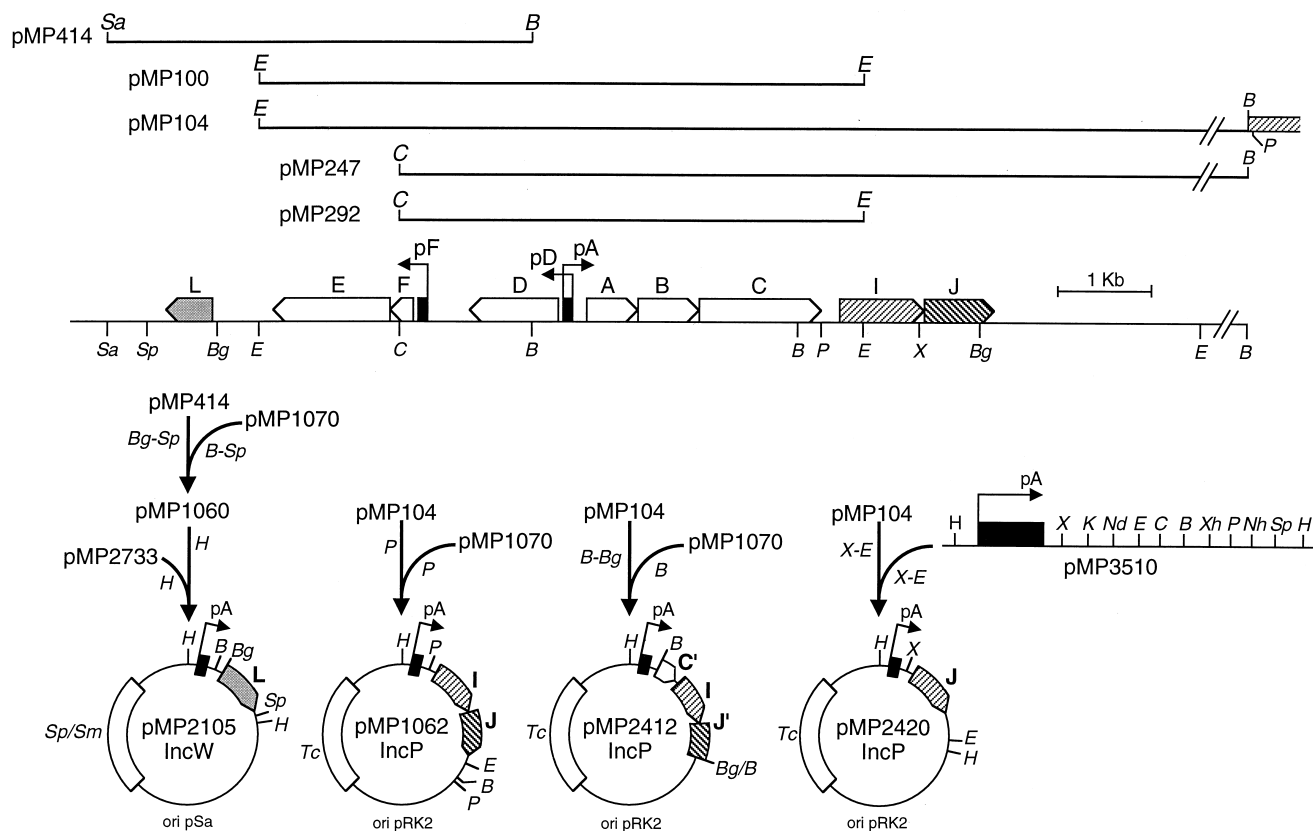 pMP414 Sa B
pMP100 E E
pMP104 E B P
pMP247 C B
pMP292 C E
pF pD pA
L E F D A B C I J 1 Kb
Sa Sp Bg E C B B P E X Bg E B
pMP414
Bg-Sp pMP1070
B-Sp
pMP1060
H
pMP2733
H
H pA B Bg L Sp H
Sp/Sm
pMP2105
IncW
ori pSa
pMP104
P pMP1070
P
H pA P I J E B P
Tc
pMP1062
IncP
ori pRK2
pMP104
B-Bg pMP1070
B
H pA B C' I J' Bg/B
Tc
pMP2412
IncP
ori pRK2
pMP104
X-E
X-E
H pA X J E H
Tc
pMP2420
IncP
ori pRK2
pA
H X K Nd E C B Xh P Nh Sp H
pMP3510